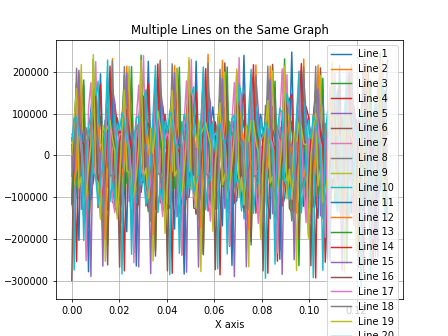 Multiple Lines on the Same Graph
200000
100000
0
−100000
−200000
−300000
0.00
0.02
0.04
0.06
0.08
0.10
X axis
Line 1
Line 2
Line 3
Line 4
Line 5
Line 6
Line 7
Line 8
Line 9
Line 10
Line 11
Line 12
Line 13
Line 14
Line 15
Line 16
Line 17
Line 18
Line 19
Line 20